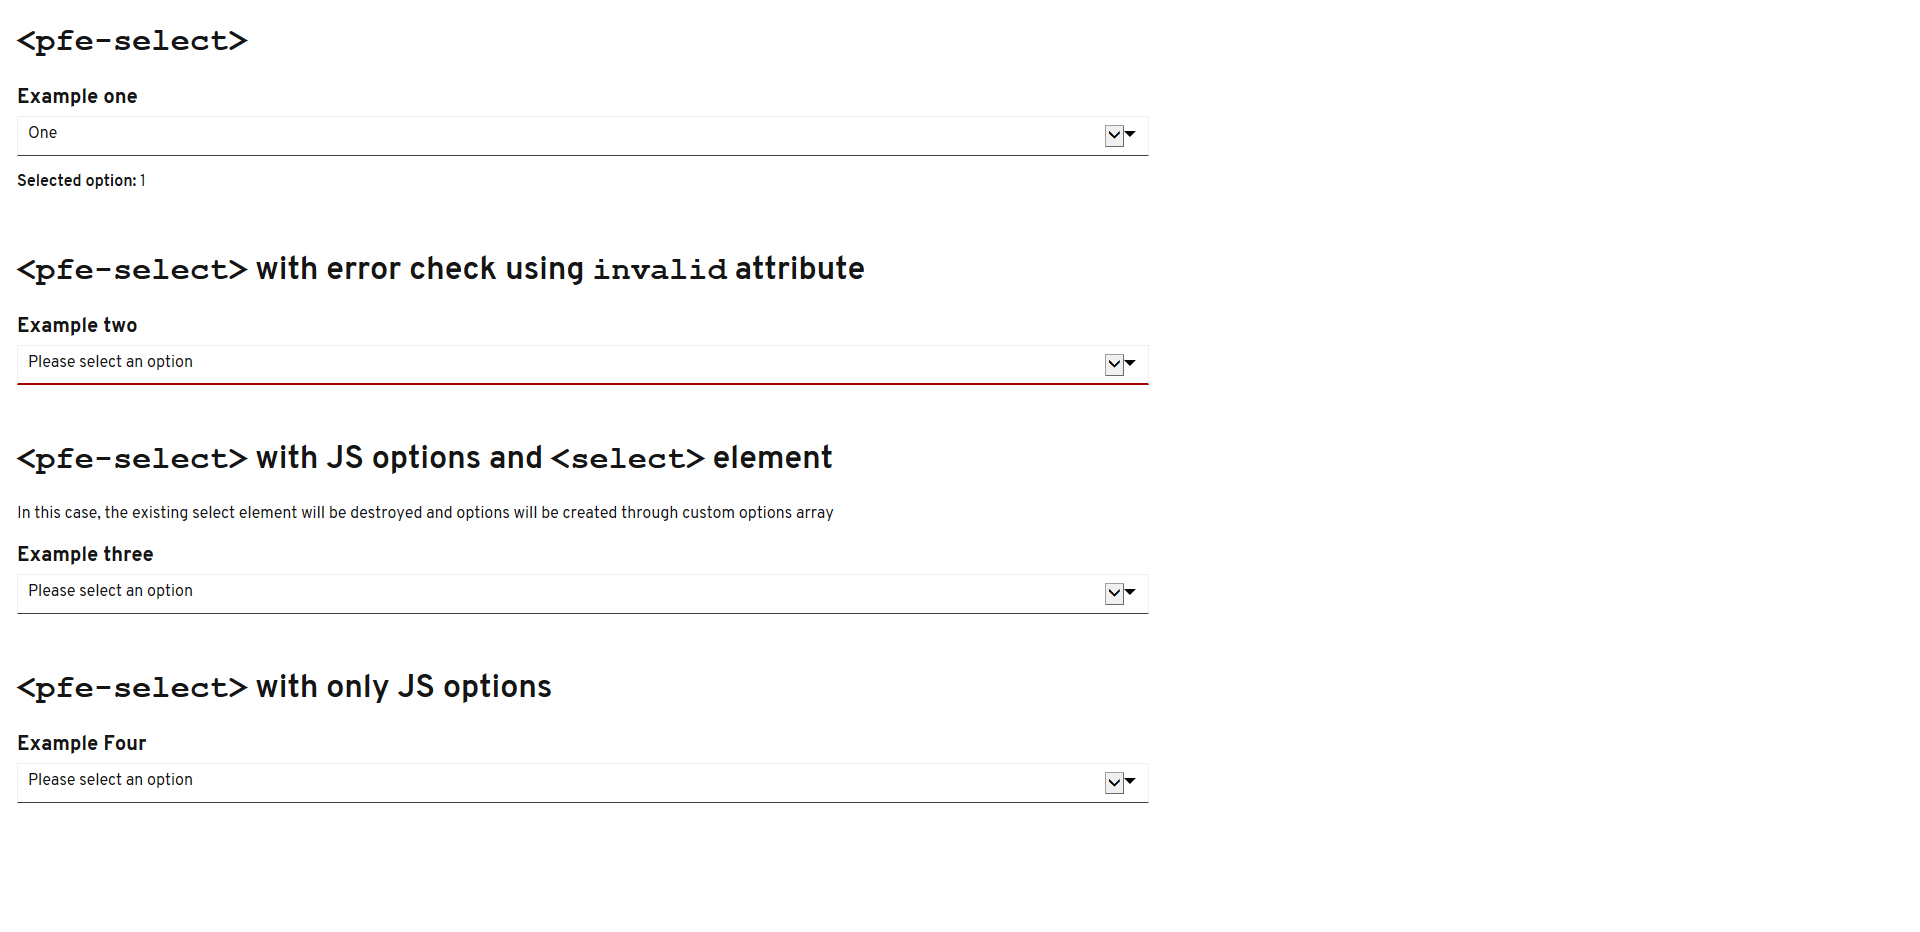 <pfe-select>
Example one
One
Selected option: 1
<pfe-select> with error check using invalid attribute
Example two
Please select an option
<pfe-select> with JS options and <select> element
In this case, the existing select element will be destroyed and options will be created through custom options array
Example three
Please select an option
<pfe-select> with only JS options
Example Four
Please select an option